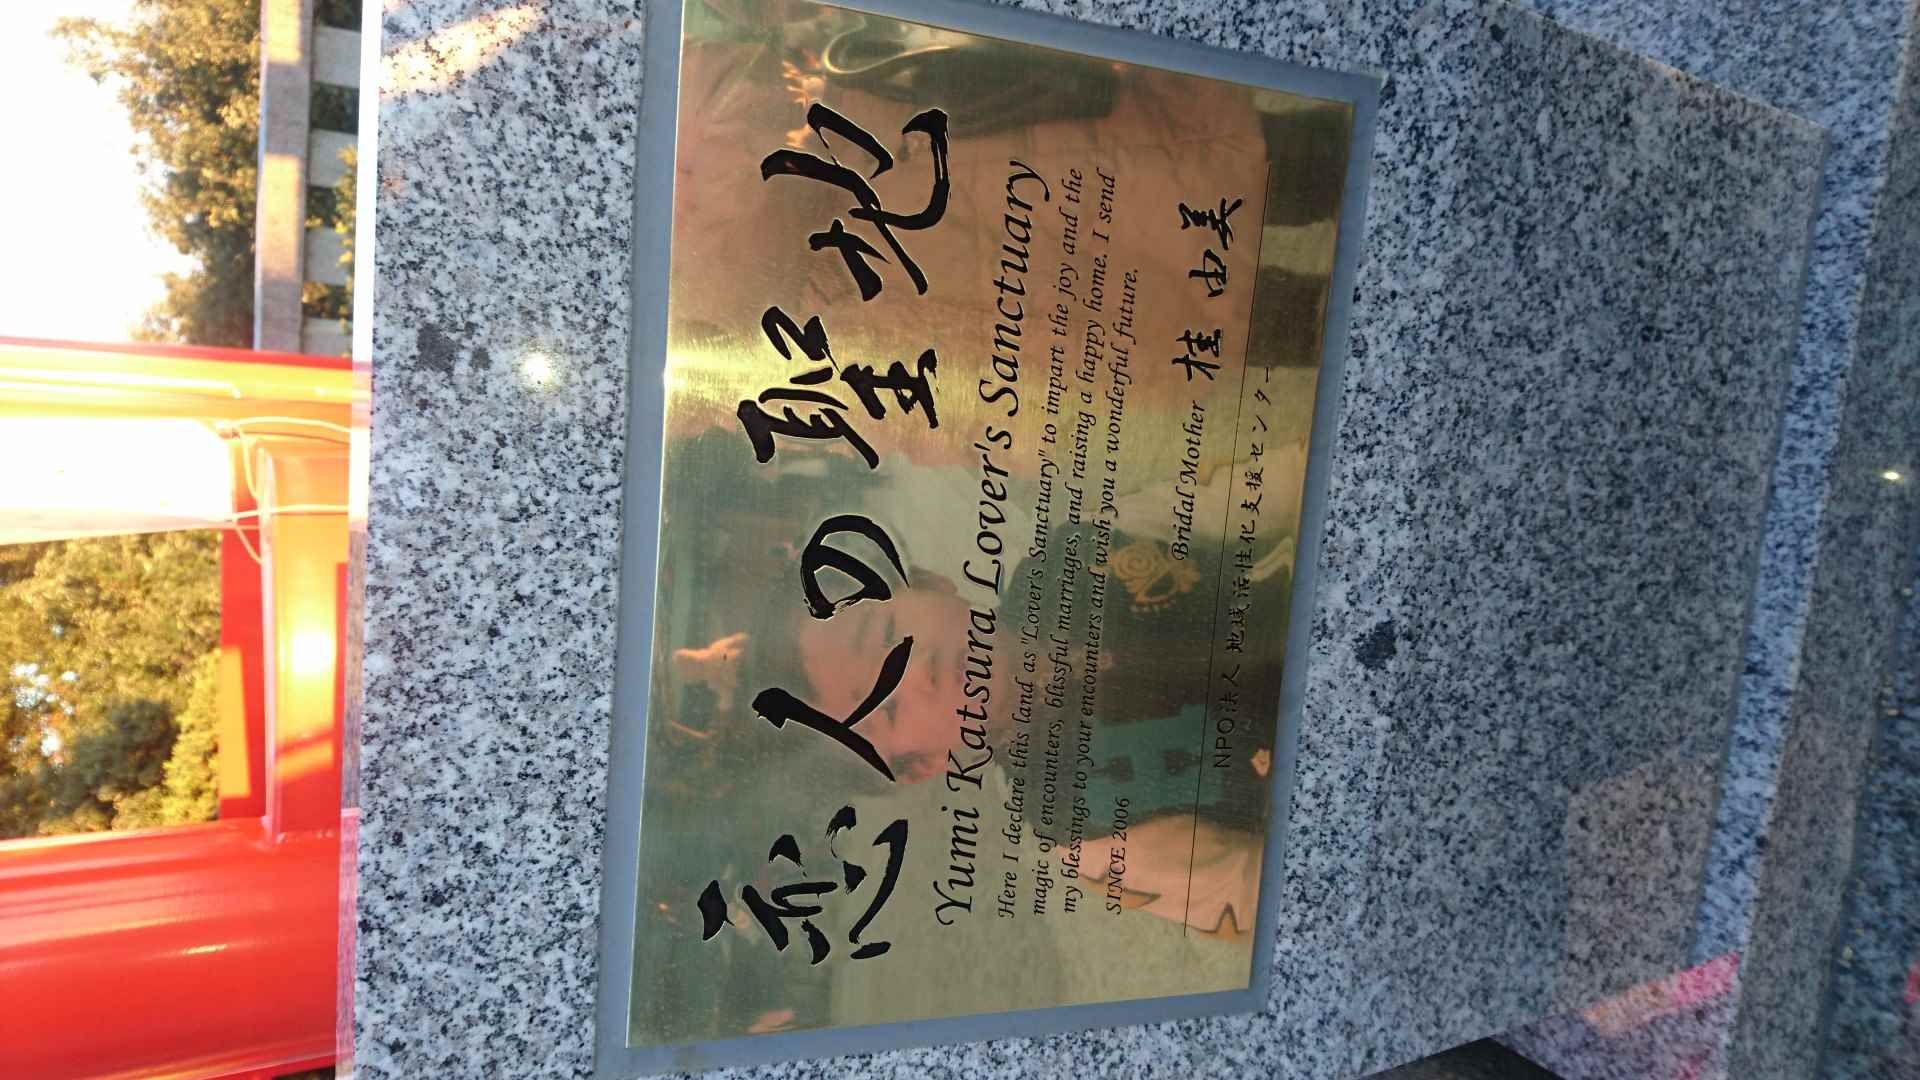 恋人の聖地
Yumi Katsura Lover's Sanctuary
Here I declare this land as "Lover's Sanctuary" to impart the joy and the
magic of encounters, blissful marriages, and raising a happy home. I send
my blessings to your encounters and wish you a wonderful future.
SINCE 2006
Bridal Mother 桂 由美
NPO法人 地域活性化支援センター